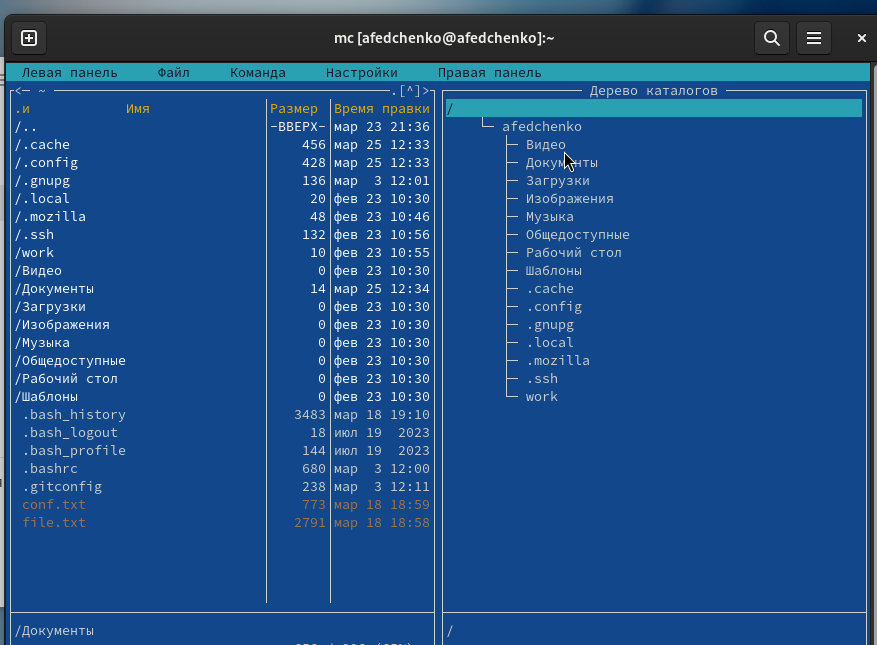 mc [afedchenko@afedchenko]:~
Левая панель Файл Команда Настройки Правая панель
<─ ~ .[^]>
.и Имя Размер Время правки
/.. -ВВЕРХ- мар 23 21:36
/.cache 456 мар 25 12:33
/.config 428 мар 25 12:33
/.gnupg 136 мар 3 12:01
/.local 20 фев 23 10:30
/.mozilla 48 фев 23 10:46
/.ssh 132 фев 23 10:56
/work 10 фев 23 10:55
/Видео 0 фев 23 10:30
/Документы 14 мар 25 12:34
/Загрузки 0 фев 23 10:30
/Изображения 0 фев 23 10:30
/Музыка 0 фев 23 10:30
/Общедоступные 0 фев 23 10:30
/Рабочий стол 0 фев 23 10:30
/Шаблоны 0 фев 23 10:30
.bash_history 3483 мар 18 19:10
.bash_logout 18 июл 19 2023
.bash_profile 144 июл 19 2023
.bashrc 680 мар 3 12:00
.gitconfig 238 мар 3 12:11
conf.txt 773 мар 18 18:59
file.txt 2791 мар 18 18:58
/Документы
Дерево каталогов
/
afedchenko
Видео
Документы
Загрузки
Изображения
Музыка
Общедоступные
Рабочий стол
Шаблоны
.cache
.config
.gnupg
.local
.mozilla
.ssh
work
/